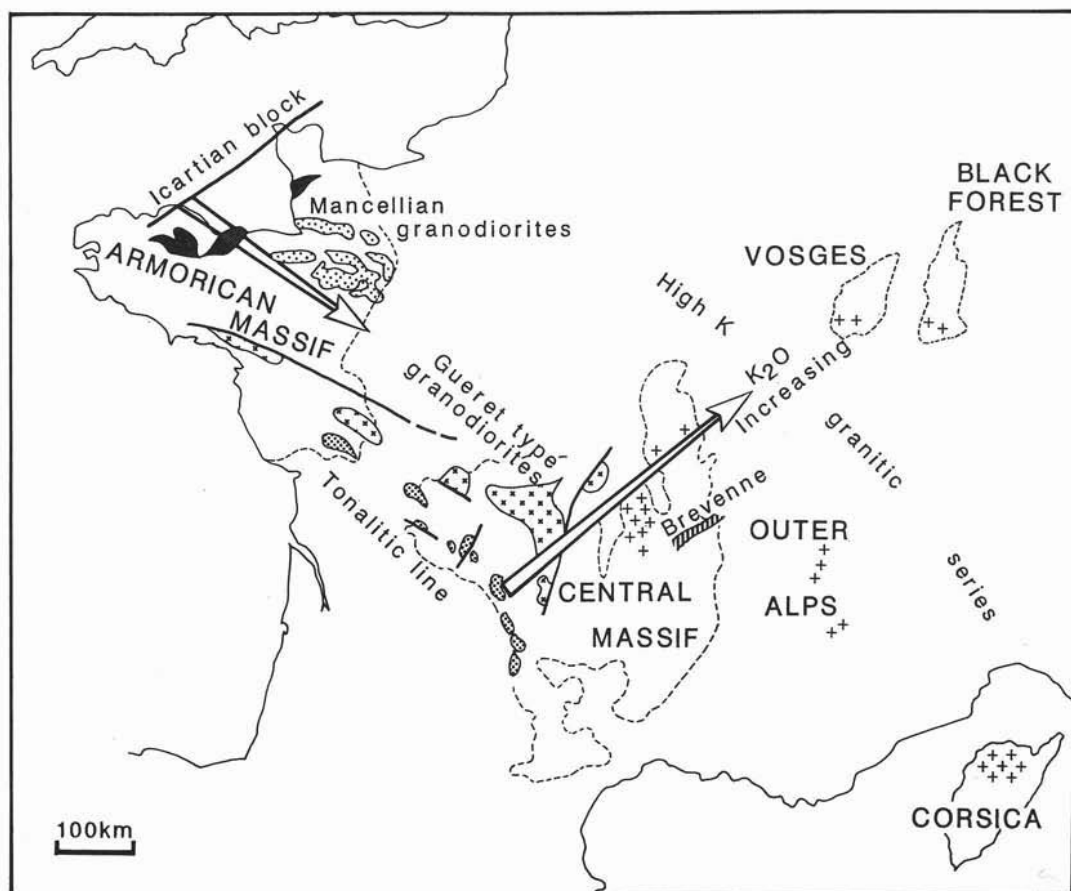 Icartian block
Mancellian
granodiorites
ARMORICAN
MASSIF
BLACK
FOREST
VOSGES
High K
granitic
series
K2O
Increasing
Gueret type-
granodiorites
Tonalitic line
Brevenne
OUTER
ALPS
CENTRAL
MASSIF
CORSICA
100km